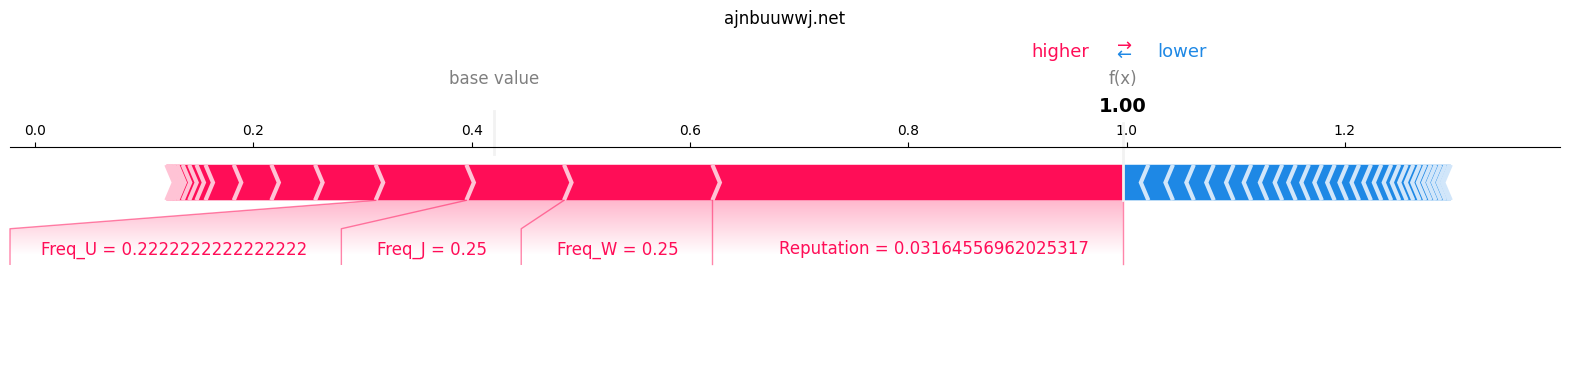 ajnbuuwwj.net
higher → lower
←
base value f(x)
1.00
0.0 0.2 0.4 0.6 0.8 1.0 1.2
Freq_U = 0.2222222222222222 Freq_J = 0.25 Freq_W = 0.25 Reputation = 0.03164556962025317